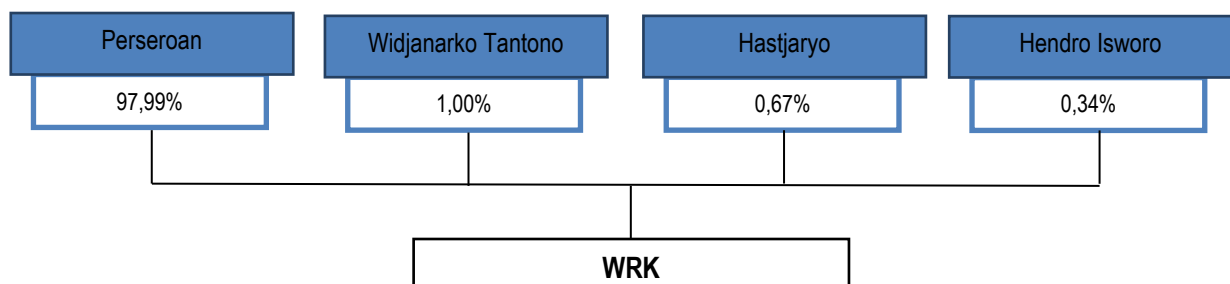 Perseroan
97,99%
Widjanarko Tantono
1,00%
Hastjaryo
0,67%
Hendro Isworo
0,34%
WRK